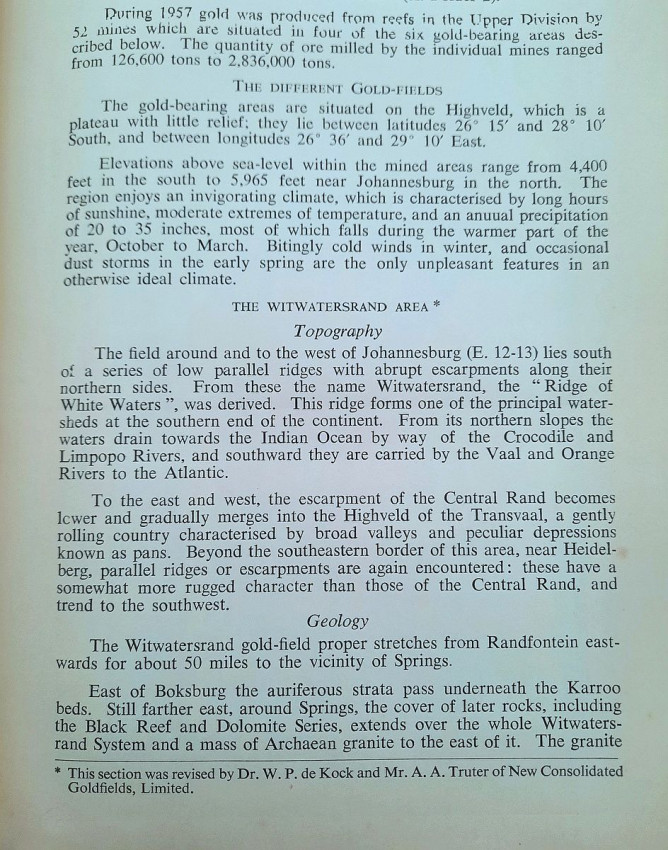 During 1957 gold was produced from reefs in the Upper Division by
52 mines which are situated in four of the six gold-bearing areas des-
cribed below. The quantity of ore milled by the individual mines ranged
from 126,600 tons to 2,836,000 tons.
THE DIFFERENT GOLD-FIELDS
The gold-bearing areas are situated on the Highveld, which is a
plateau with little relief; they lie between latitudes 26° 15′ and 28° 10′
South, and between longitudes 26° 36′ and 29° 10′ East.
Elevations above sea-level within the mined areas range from 4,400
feet in the south to 5,965 feet near Johannesburg in the north. The
region enjoys an invigorating climate, which is characterised by long hours
of sunshine, moderate extremes of temperature, and an anuual precipitation
of 20 to 35 inches, most of which falls during the warmer part of the
year, October to March. Bitingly cold winds in winter, and occasional
dust storms in the early spring are the only unpleasant features in an
otherwise ideal climate.
THE WITWATERSRAND AREA *
Topography
The field around and to the west of Johannesburg (E. 12-13) lies south
of a series of low parallel ridges with abrupt escarpments along their
northern sides. From these the name Witwatersrand, the “ Ridge of
White Waters ”, was derived. This ridge forms one of the principal water-
sheds at the southern end of the continent. From its northern slopes the
waters drain towards the Indian Ocean by way of the Crocodile and
Limpopo Rivers, and southward they are carried by the Vaal and Orange
Rivers to the Atlantic.
To the east and west, the escarpment of the Central Rand becomes
lower and gradually merges into the Highveld of the Transvaal, a gently
rolling country characterised by broad valleys and peculiar depressions
known as pans. Beyond the southeastern border of this area, near Heidel-
berg, parallel ridges or escarpments are again encountered: these have a
somewhat more rugged character than those of the Central Rand, and
trend to the southwest.
Geology
The Witwatersrand gold-field proper stretches from Randfontein east-
wards for about 50 miles to the vicinity of Springs.
East of Boksburg the auriferous strata pass underneath the Karroo
beds. Still farther east, around Springs, the cover of later rocks, including
the Black Reef and Dolomite Series, extends over the whole Witwaters-
rand System and a mass of Archaean granite to the east of it. The granite
* This section was revised by Dr. W. P. de Kock and Mr. A. A. Truter of New Consolidated
Goldfields, Limited.